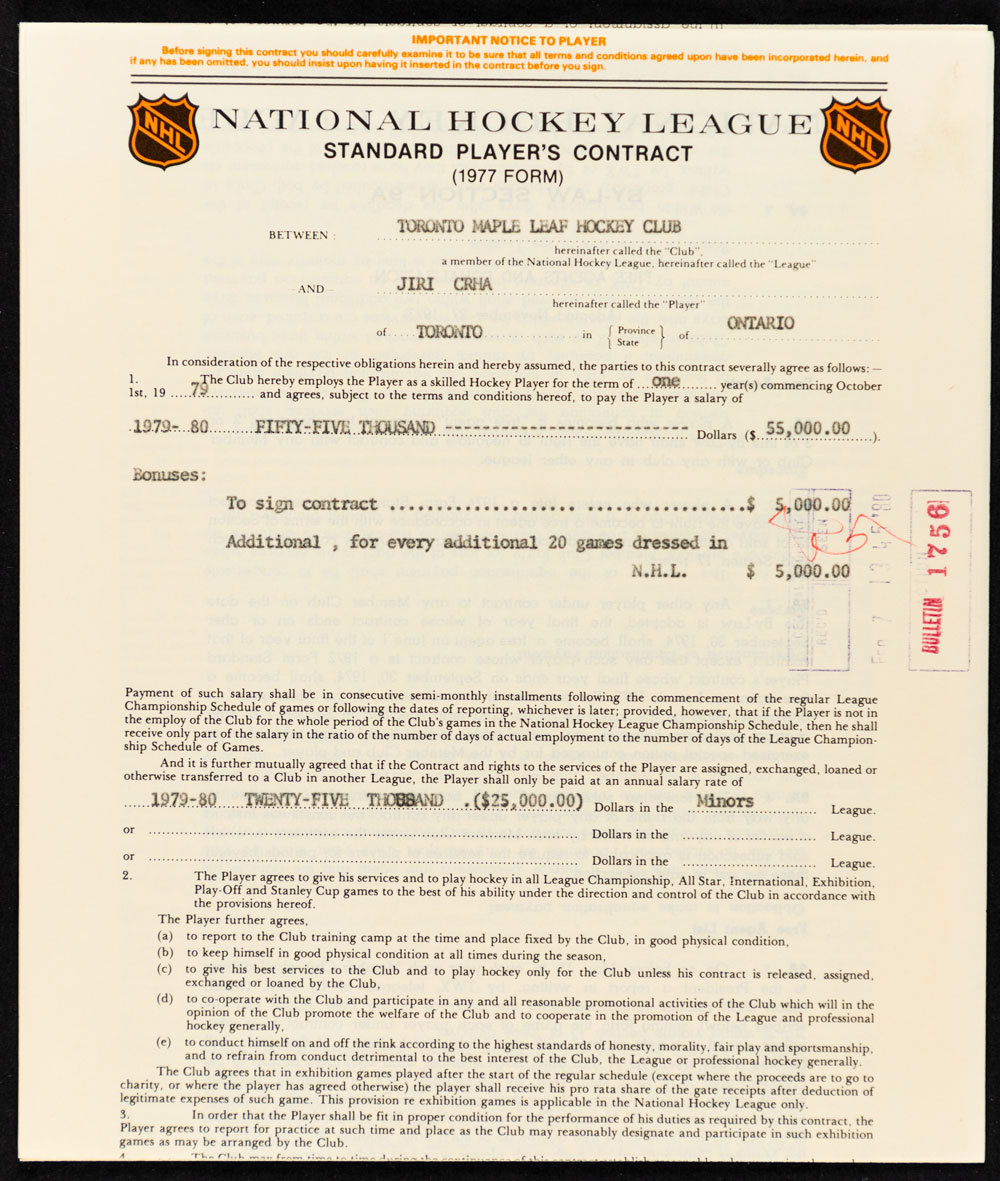 IMPORTANT NOTICE TO PLAYER
Before signing this contract you should carefully examine it to be sure that all terms and conditions agreed upon have been incorporated herein, and
if any has been omitted, you should insist upon having it inserted in the contract before you sign.
NHL NATIONAL HOCKEY LEAGUE NHL
STANDARD PLAYER'S CONTRACT
(1977 FORM)
BETWEEN : TORONTO MAPLE LEAF HOCKEY CLUB
hereinafter called the "Club",
a member of the National Hockey League, hereinafter called the "League"
— AND — JIRI CRHA
hereinafter called the "Player"
of ..... TORONTO ............... in { Province State } of ONTARIO
In consideration of the respective obligations herein and hereby assumed, the parties to this contract severally agree as follows: —
1. The Club hereby employs the Player as a skilled Hockey Player for the term of ... one ........ year(s) commencing October
1st, 19 ..... 79 ........... and agrees, subject to the terms and conditions hereof, to pay the Player a salary of
1979- 80 FIFTY-FIVE THOUSAND ---------------------------- Dollars ($ 55,000.00 ).
Bonuses:
To sign contract .................... .................$ 5,000.00
Additional , for every additional 20 games dressed in
N.H.L. $ 5,000.00
REC'D
BULLETIN 1756
Payment of such salary shall be in consecutive semi-monthly installments following the commencement of the regular League
Championship Schedule of games or following the dates of reporting, whichever is later; provided, however, that if the Player is not in
the employ of the Club for the whole period of the Club's games in the National Hockey League Championship Schedule, then he shall
receive only part of the salary in the ratio of the number of days of actual employment to the number of days of the League Champion-
ship Schedule of Games.
And it is further mutually agreed that if the Contract and rights to the services of the Player are assigned, exchanged, loaned or
otherwise transferred to a Club in another League, the Player shall only be paid at an annual salary rate of
..... 1979-80 TWENTY-FIVE THOUSAND .($25,000.00) Dollars in the Minors League.
or ................................................ Dollars in the .............................. League.
or ................................................ Dollars in the .............................. League.
2. The Player agrees to give his services and to play hockey in all League Championship, All Star, International, Exhibition,
Play-Off and Stanley Cup games to the best of his ability under the direction and control of the Club in accordance with
the provisions hereof.
The Player further agrees,
(a) to report to the Club training camp at the time and place fixed by the Club, in good physical condition,
(b) to keep himself in good physical condition at all times during the season,
(c) to give his best services to the Club and to play hockey only for the Club unless his contract is released, assigned,
exchanged or loaned by the Club,
(d) to co-operate with the Club and participate in any and all reasonable promotional activities of the Club which will in the
opinion of the Club promote the welfare of the Club and to cooperate in the promotion of the League and professional
hockey generally,
(e) to conduct himself on and off the rink according to the highest standards of honesty, morality, fair play and sportsmanship,
and to refrain from conduct detrimental to the best interest of the Club, the League or professional hockey generally.
The Club agrees that in exhibition games played after the start of the regular schedule (except where the proceeds are to go to
charity, or where the player has agreed otherwise) the player shall receive his pro rata share of the gate receipts after deduction of
legitimate expenses of such game. This provision re exhibition games is applicable in the National Hockey League only.
3. In order that the Player shall be fit in proper condition for the performance of his duties as required by this contract, the
Player agrees to report for practice at such time and place as the Club may reasonably designate and participate in such exhibition
games as may be arranged by the Club.